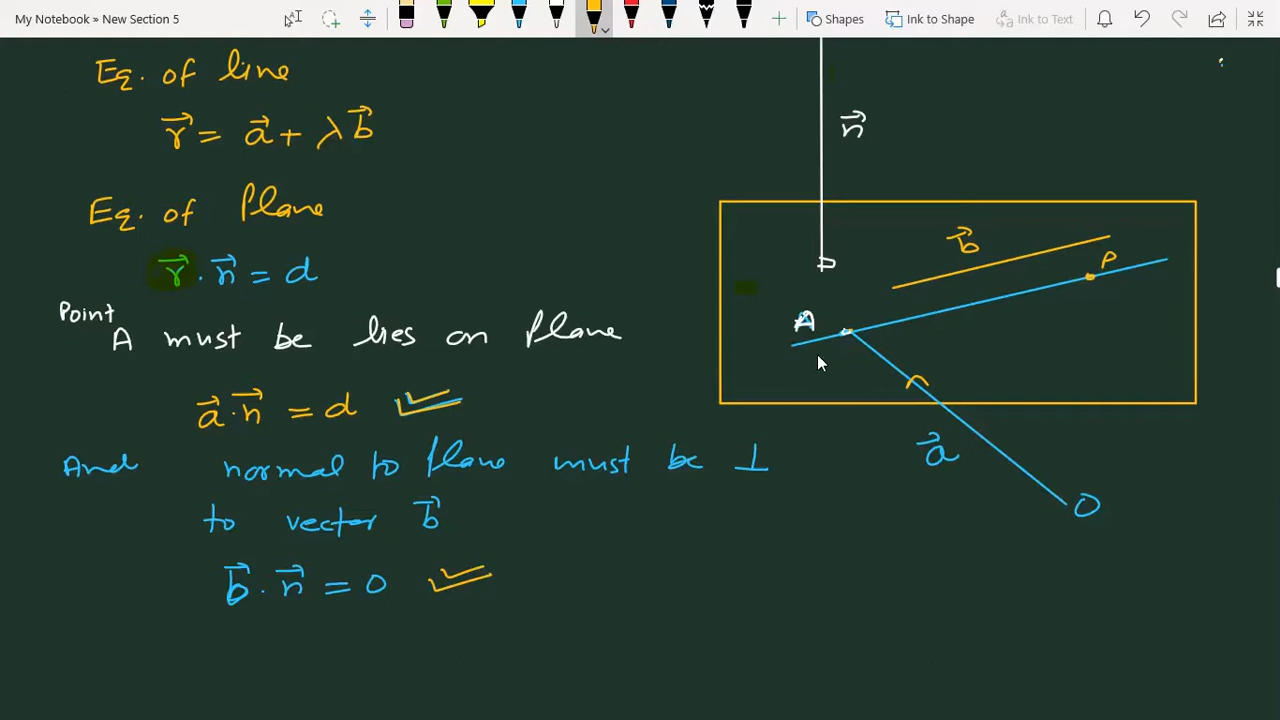 My Notebook » New Section 5
Shapes
Ink to Shape
Ink to Text
Eq. of line
r⃗ = a⃗ + λ b⃗
Eq. of Plane
r⃗ . n⃗ = d
Point
A must be lies on Plane
a⃗ . n⃗ = d
And normal to Plane must be ⊥
to vector b⃗
b⃗ . n⃗ = 0
n⃗
b⃗
P
A
a⃗
O